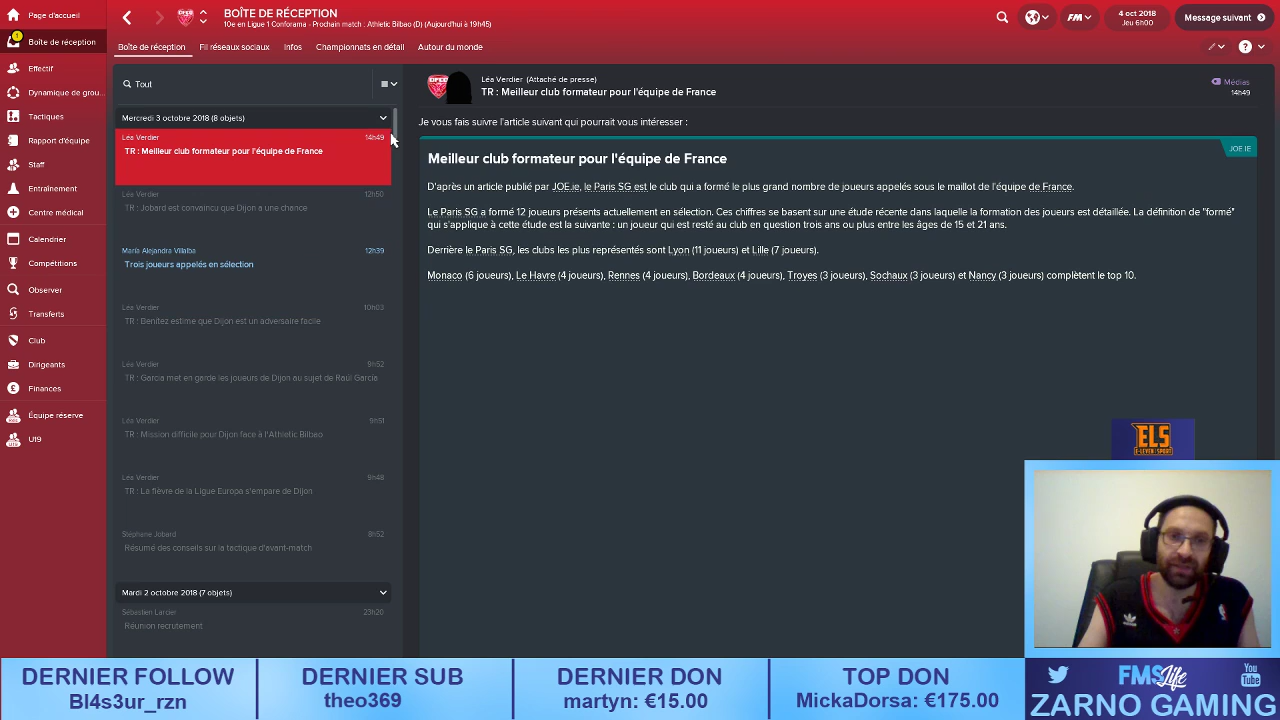 Page d'accueil
1
Boîte de réception
Effectif
Dynamique de grou...
Tactiques
Rapport d'équipe
Staff
Entraînement
Centre médical
Calendrier
Compétitions
Observer
Transferts
Club
Dirigeants
Finances
Équipe réserve
U19
BOÎTE DE RÉCEPTION
10e en Ligue 1 Conforama - Prochain match : Athletic Bilbao (D) (Aujourd'hui à 19h45)
FM
4 oct 2018
Jeu 6h00
Message suivant
Boîte de réception Fil réseaux sociaux Infos Championnats en détail Autour du monde
?
Tout
Mercredi 3 octobre 2018 (8 objets)
Léa Verdier 14h49
TR : Meilleur club formateur pour l'équipe de France
Léa Verdier 12h50
TR : Jobard est convaincu que Dijon a une chance
María Alejandra Villalba 12h39
Trois joueurs appelés en sélection
Léa Verdier 10h03
TR : Benitez estime que Dijon est un adversaire facile
Léa Verdier 9h52
TR : Garcia met en garde les joueurs de Dijon au sujet de Raúl García
Léa Verdier 9h51
TR : Mission difficile pour Dijon face à l'Athletic Bilbao
Léa Verdier 9h48
TR : La fièvre de la Ligue Europa s'empare de Dijon
Stéphane Jobard 8h52
Résumé des conseils sur la tactique d'avant-match
Mardi 2 octobre 2018 (7 objets)
Sébastien Larcier 23h20
Réunion recrutement
DFCO
Léa Verdier (Attaché de presse)
TR : Meilleur club formateur pour l'équipe de France
Médias
14h49
Je vous fais suivre l'article suivant qui pourrait vous intéresser :
JOE IE
Meilleur club formateur pour l'équipe de France
D'après un article publié par JOE.ie, le Paris SG est le club qui a formé le plus grand nombre de joueurs appelés sous le maillot de l'équipe de France.
Le Paris SG a formé 12 joueurs présents actuellement en sélection. Ces chiffres se basent sur une étude récente dans laquelle la formation des joueurs est détaillée. La définition de "formé"
qui s'applique à cette étude est la suivante : un joueur qui est resté au club en question trois ans ou plus entre les âges de 15 et 21 ans.
Derrière le Paris SG, les clubs les plus représentés sont Lyon (11 joueurs) et Lille (7 joueurs).
Monaco (6 joueurs), Le Havre (4 joueurs), Rennes (4 joueurs), Bordeaux (4 joueurs), Troyes (3 joueurs), Sochaux (3 joueurs) et Nancy (3 joueurs) complètent le top 10.
ELS
E-LEVEN SPORT
DERNIER FOLLOW
Bl4s3ur_rzn
DERNIER SUB
theo369
DERNIER DON
martyn: €15.00
TOP DON
MickaDorsa: €175.00
FMSLife
You
Tube
ZARNO GAMING